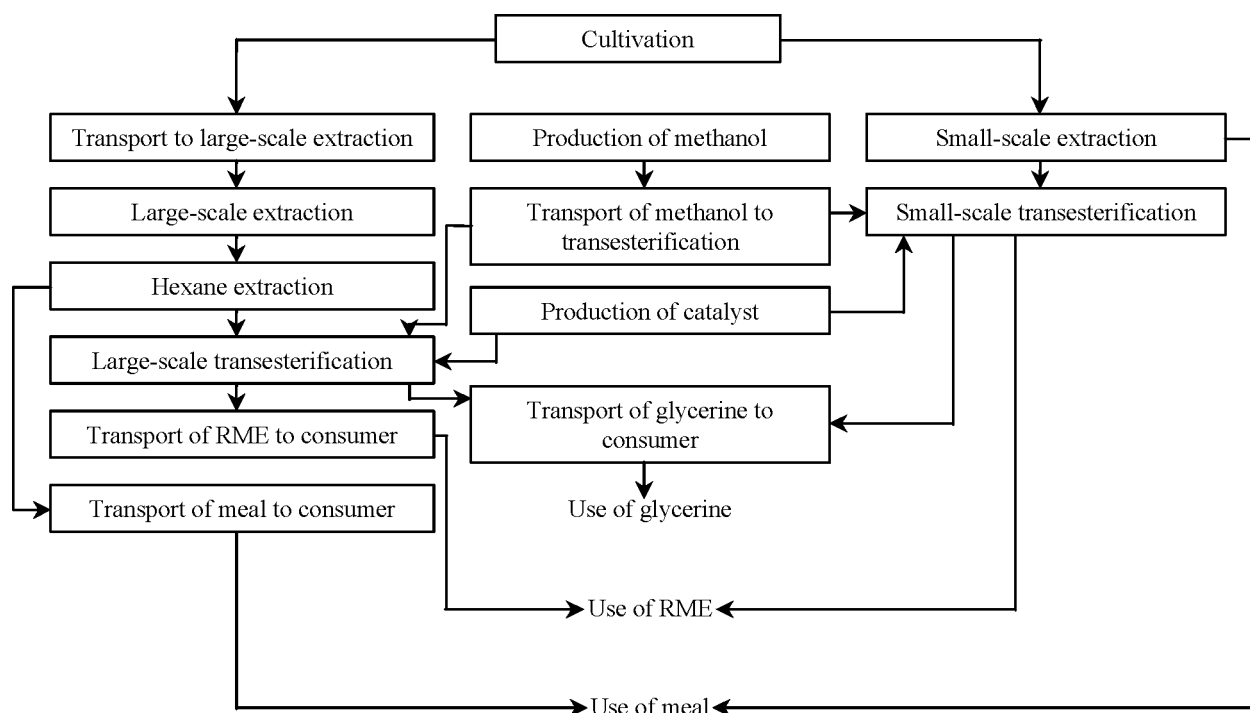 Cultivation
Transport to large-scale extraction
Production of methanol
Small-scale extraction
Large-scale extraction
Transport of methanol to
transesterification
Small-scale transesterification
Hexane extraction
Production of catalyst
Large-scale transesterification
Transport of glycerine to
consumer
Transport of RME to consumer
Transport of meal to consumer
Use of glycerine
Use of RME
Use of meal